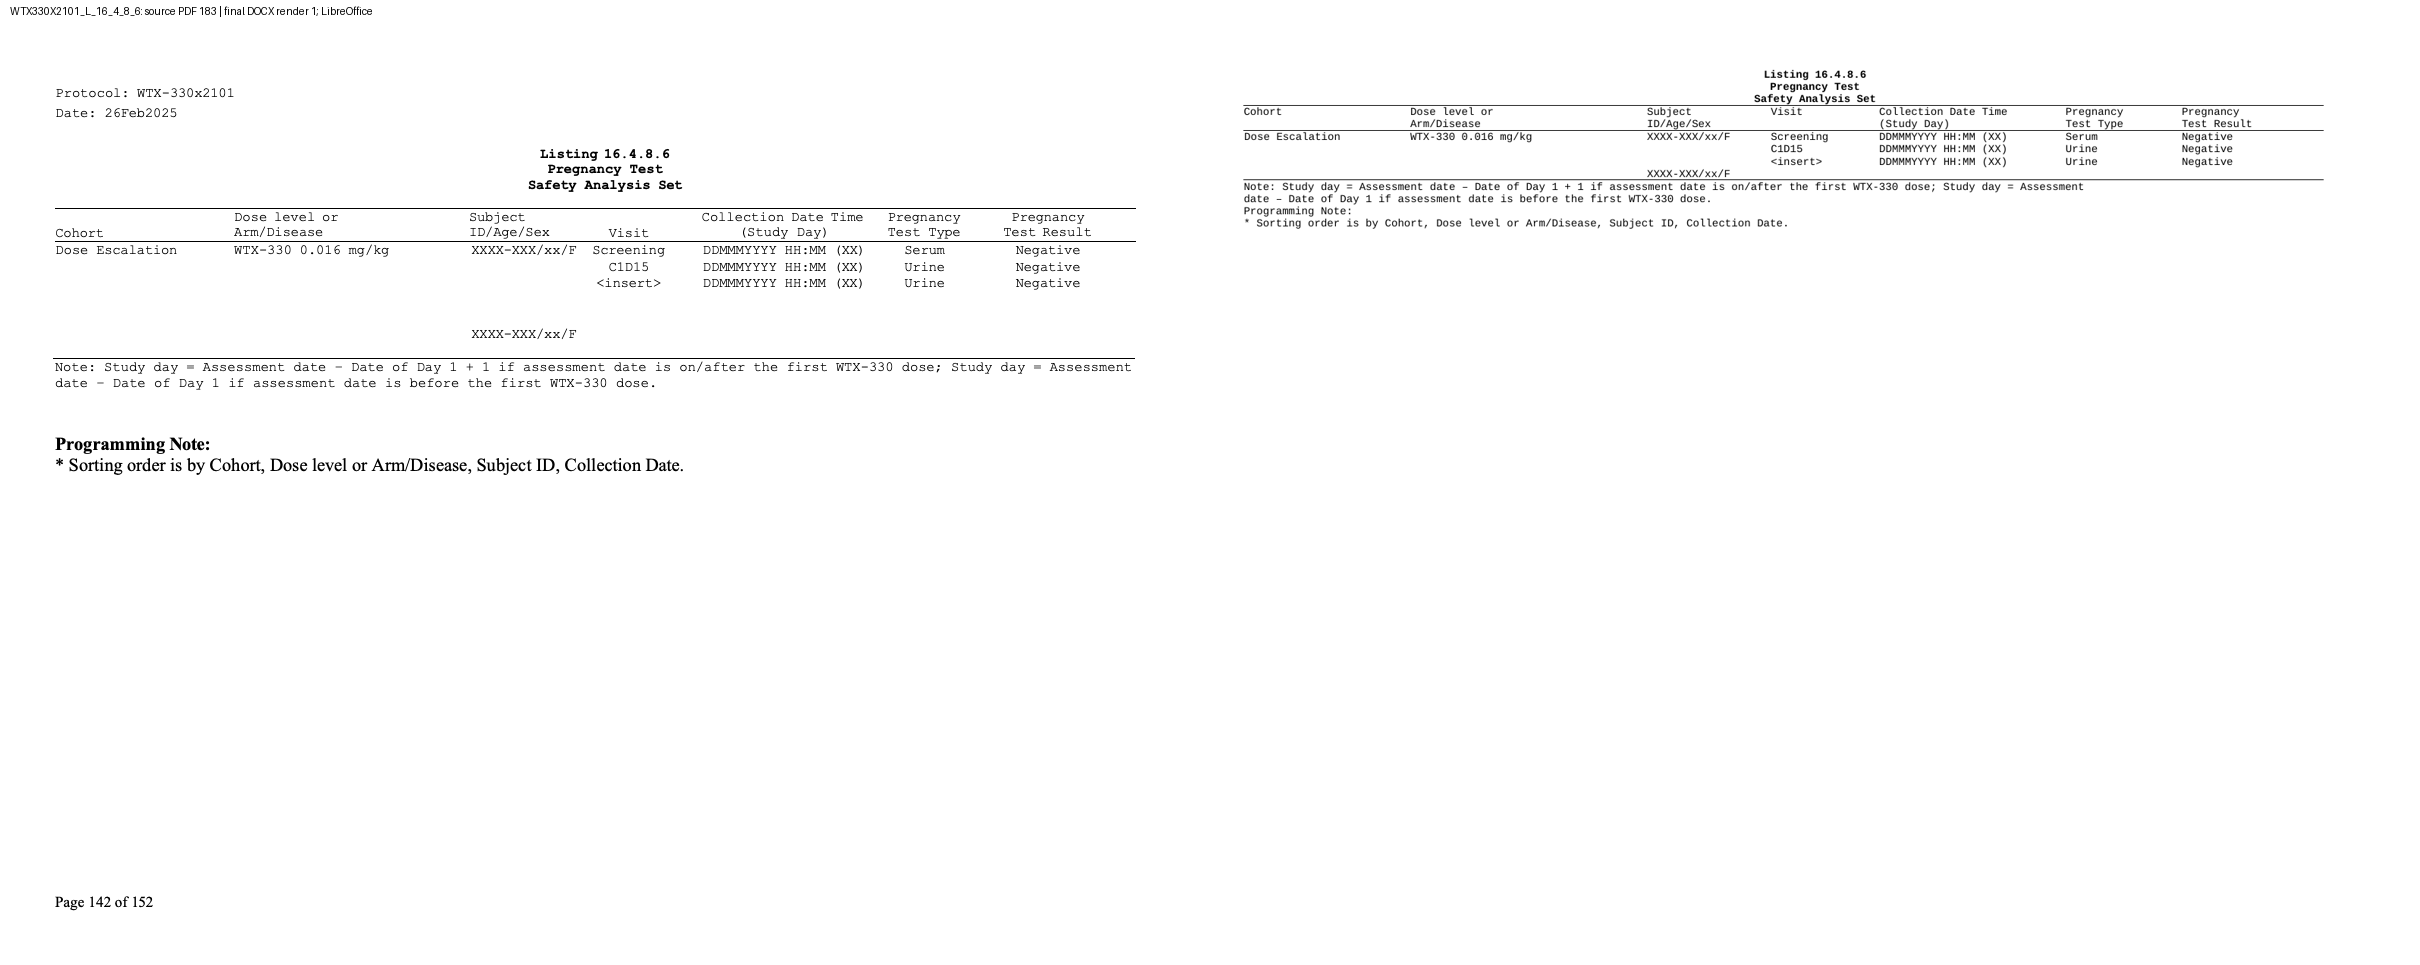 WTX330X2101_L_16_4_8_6: source PDF 183 | final DOCX render 1; LibreOffice
Protocol: WTX-330x2101
Date: 26Feb2025
Listing 16.4.8.6
Pregnancy Test
Safety Analysis Set
Dose level or Subject Collection Date Time Pregnancy Pregnancy
Cohort Arm/Disease ID/Age/Sex Visit (Study Day) Test Type Test Result
Dose Escalation WTX-330 0.016 mg/kg XXXX-XXX/xx/F Screening DDMMMYYYY HH:MM (XX) Serum Negative
C1D15 DDMMMYYYY HH:MM (XX) Urine Negative
<insert> DDMMMYYYY HH:MM (XX) Urine Negative
XXXX-XXX/xx/F
Note: Study day = Assessment date – Date of Day 1 + 1 if assessment date is on/after the first WTX-330 dose; Study day = Assessment
date – Date of Day 1 if assessment date is before the first WTX-330 dose.
Programming Note:
* Sorting order is by Cohort, Dose level or Arm/Disease, Subject ID, Collection Date.
Page 142 of 152
Listing 16.4.8.6
Pregnancy Test
Safety Analysis Set
Cohort Dose level or Subject Visit Collection Date Time Pregnancy Pregnancy
Arm/Disease ID/Age/Sex (Study Day) Test Type Test Result
Dose Escalation WTX-330 0.016 mg/kg XXXX-XXX/xx/F Screening DDMMMYYYY HH:MM (XX) Serum Negative
C1D15 DDMMMYYYY HH:MM (XX) Urine Negative
<insert> DDMMMYYYY HH:MM (XX) Urine Negative
XXXX-XXX/xx/F
Note: Study day = Assessment date – Date of Day 1 + 1 if assessment date is on/after the first WTX-330 dose; Study day = Assessment
date – Date of Day 1 if assessment date is before the first WTX-330 dose.
Programming Note:
* Sorting order is by Cohort, Dose level or Arm/Disease, Subject ID, Collection Date.